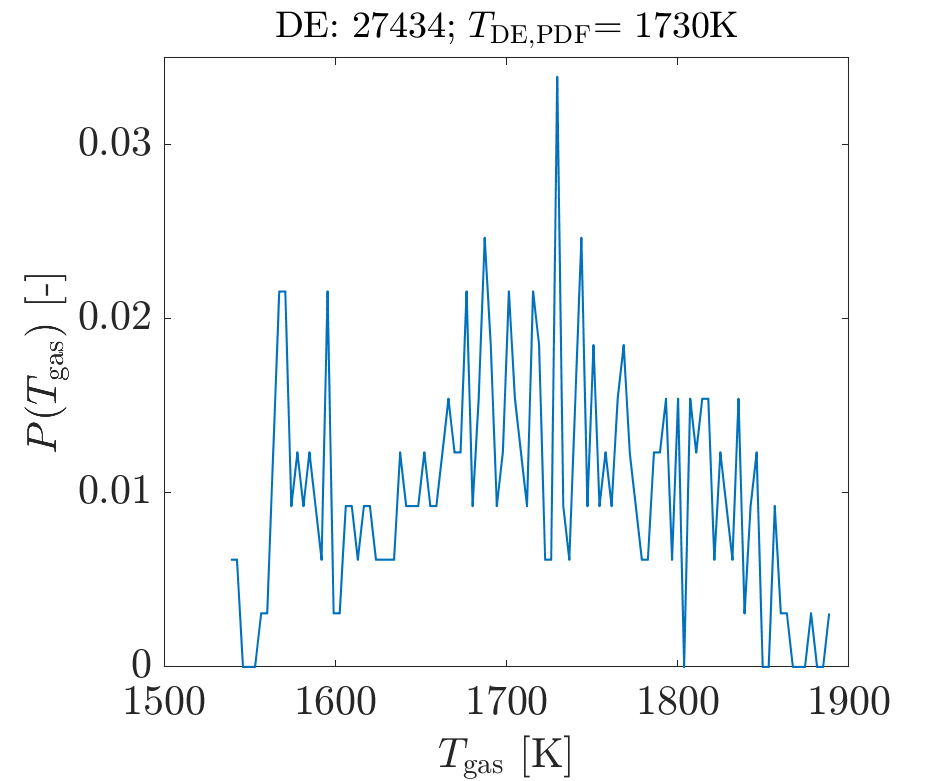 DE: 27434; T_DE,PDF= 1730K
0.03
0.02
0.01
0
1500 1600 1700 1800 1900
P(T_gas) [-]
T_gas [K]